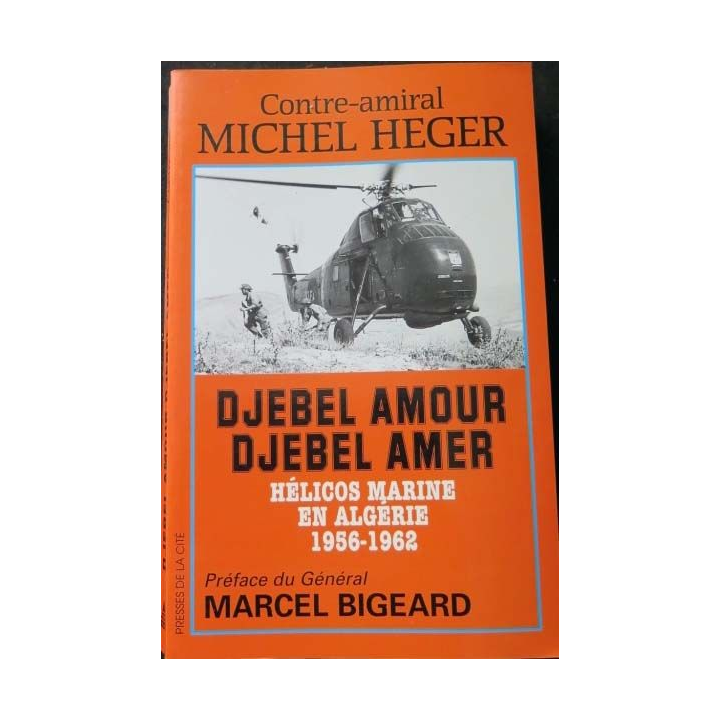 Contre-amiral
MICHEL HEGER
DJEBEL AMOUR
DJEBEL AMER
HÉLICOS MARINE
EN ALGÉRIE
1956-1962
Préface du Général
MARCEL BIGEARD
PRESSES DE LA CITÉ